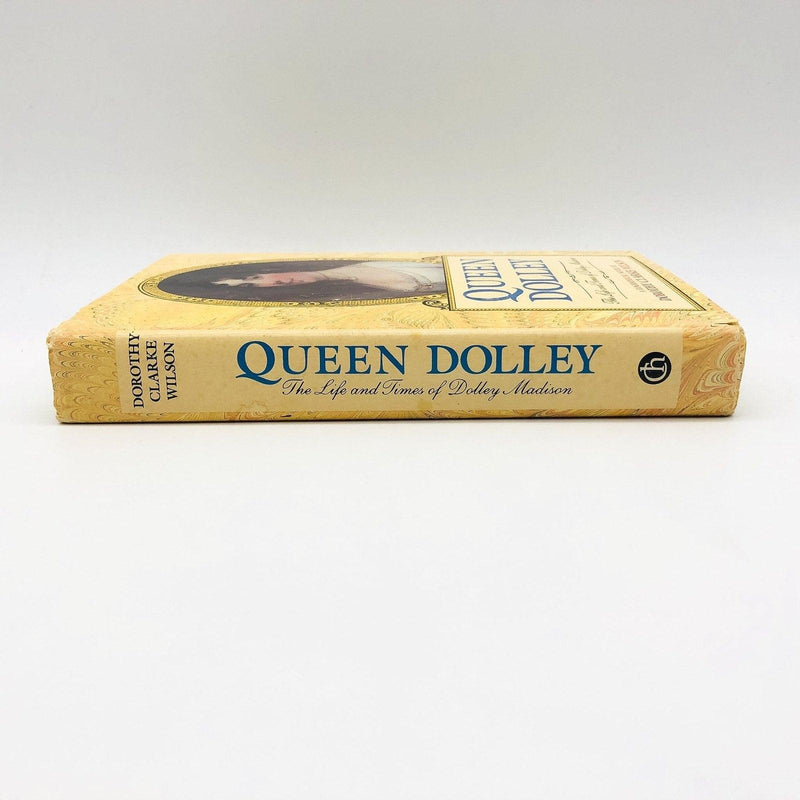 QUEEN
DOLLEY
DOROTHY
CLARKE
WILSON
QUEEN DOLLEY
The Life and Times of Dolley Madison